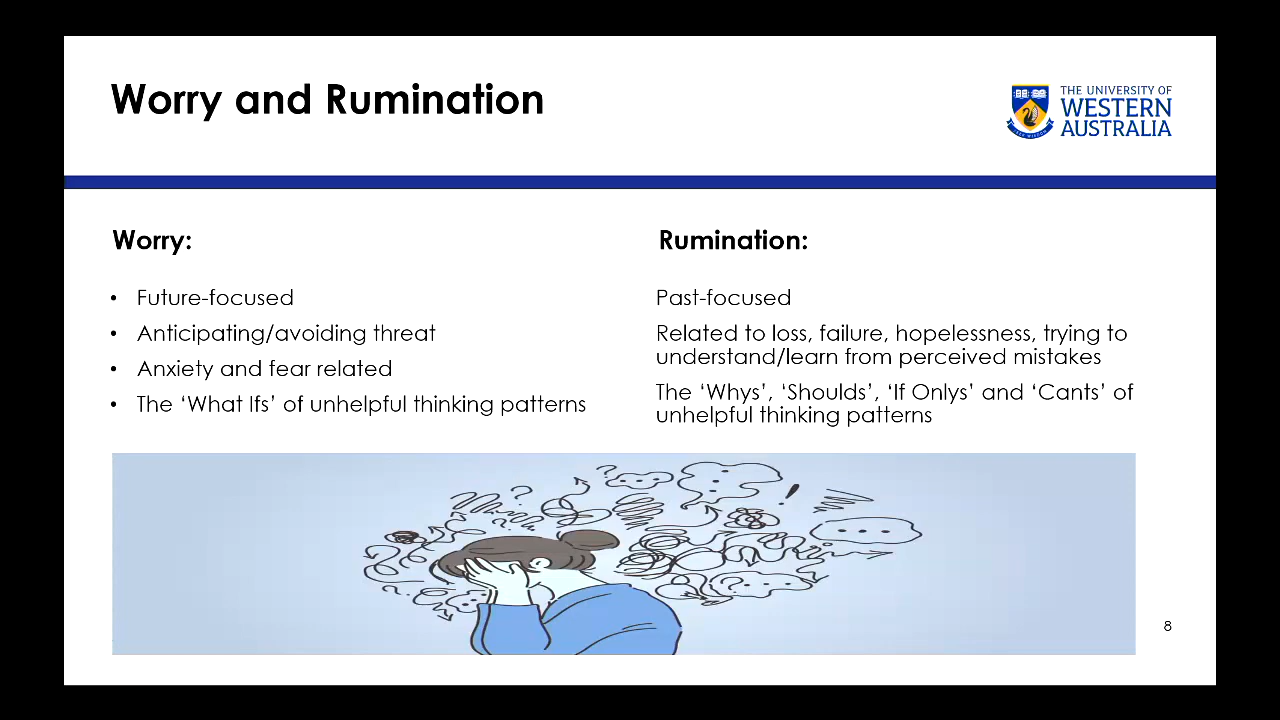 Worry and Rumination
THE UNIVERSITY OF
WESTERN
AUSTRALIA
Worry:
• Future-focused
• Anticipating/avoiding threat
• Anxiety and fear related
• The ‘What Ifs’ of unhelpful thinking patterns
Rumination:
Past-focused
Related to loss, failure, hopelessness, trying to
understand/learn from perceived mistakes
The ‘Whys’, ‘Shoulds’, ‘If Onlys’ and ‘Cants’ of
unhelpful thinking patterns
8